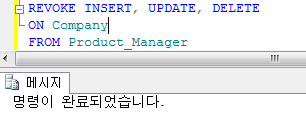 REVOKE INSERT, UPDATE, DELETE
ON Company
FROM Product_Manager
메시지
명령이 완료되었습니다.